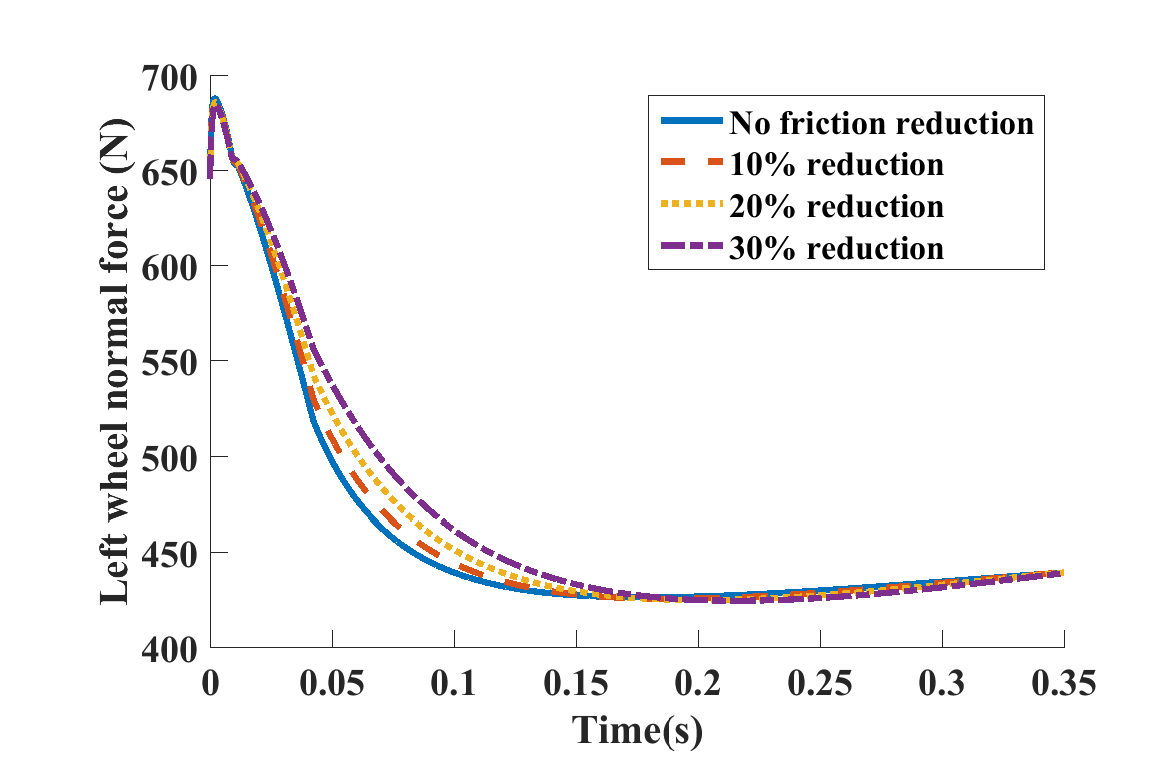 700
650
600
550
500
450
400
Left wheel normal force (N)
No friction reduction
10% reduction
20% reduction
30% reduction
0
0.05
0.1
0.15
0.2
0.25
0.3
0.35
Time(s)